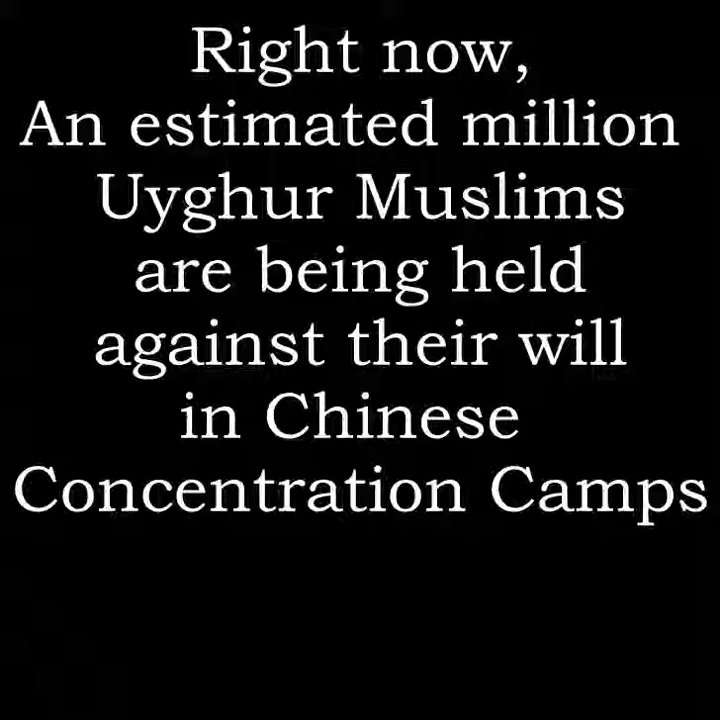 Right now,
An estimated million
Uyghur Muslims
are being held
against their will
in Chinese
Concentration Camps